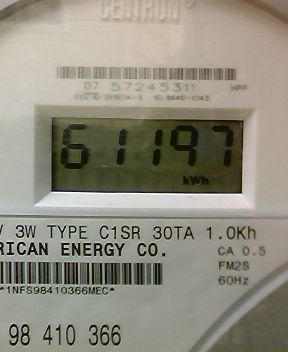 CENTRON
07 57245311 HPP
61197
kWh
V 3W TYPE C1SR 30TA 1.0Kh
RICAN ENERGY CO. CA 0.5
FM2S
*1NFS98410366MEC* 60Hz
98 410 366